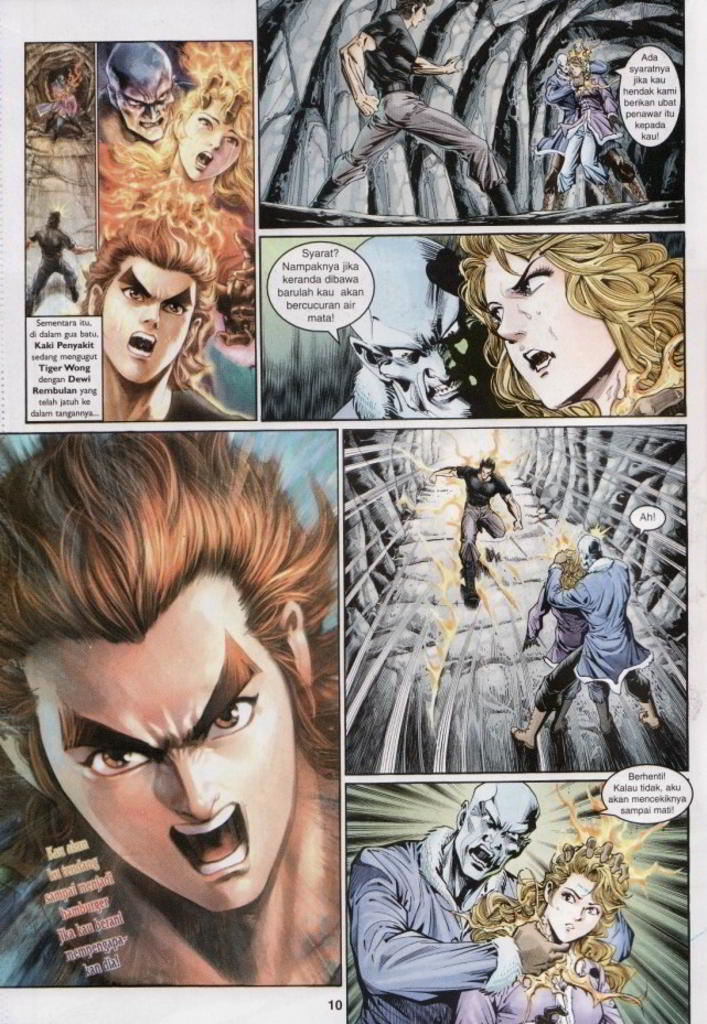 Ada
syaratnya
jika kau
hendak kami
berikan ubat
penawar itu
kepada
kau!
Sementara itu,
di dalam gua batu,
Kaki Penyakit
sedang mengugut
Tiger Wong
dengan Dewi
Rembulan yang
telah jatuh ke
dalam tangannya...
Syarat?
Nampaknya jika
keranda dibawa
barulah kau akan
bercucuran air
mata!
Kau akan
ku tendang
sampai menjadi
hamburger
jika kau berani
mempengapa-
kan dia!
Ah!
Berhenti!
Kalau tidak, aku
akan mencekiknya
sampai mati!
10